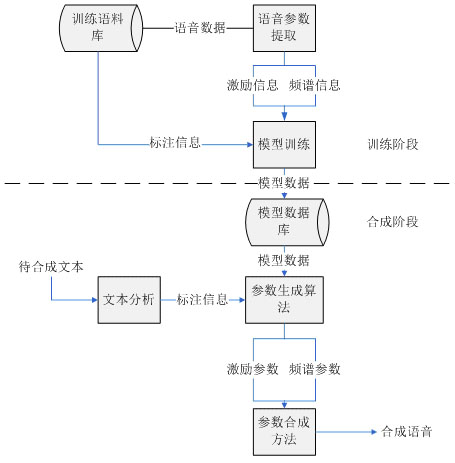 训练语料
库
语音数据
语音参数
提取
激励信息 频谱信息
标注信息
模型训练
训练阶段
模型数据
模型数据
库
合成阶段
模型数据
待合成文本
文本分析
标注信息
参数生成算
法
激励参数 频谱参数
参数合成
方法
合成语音